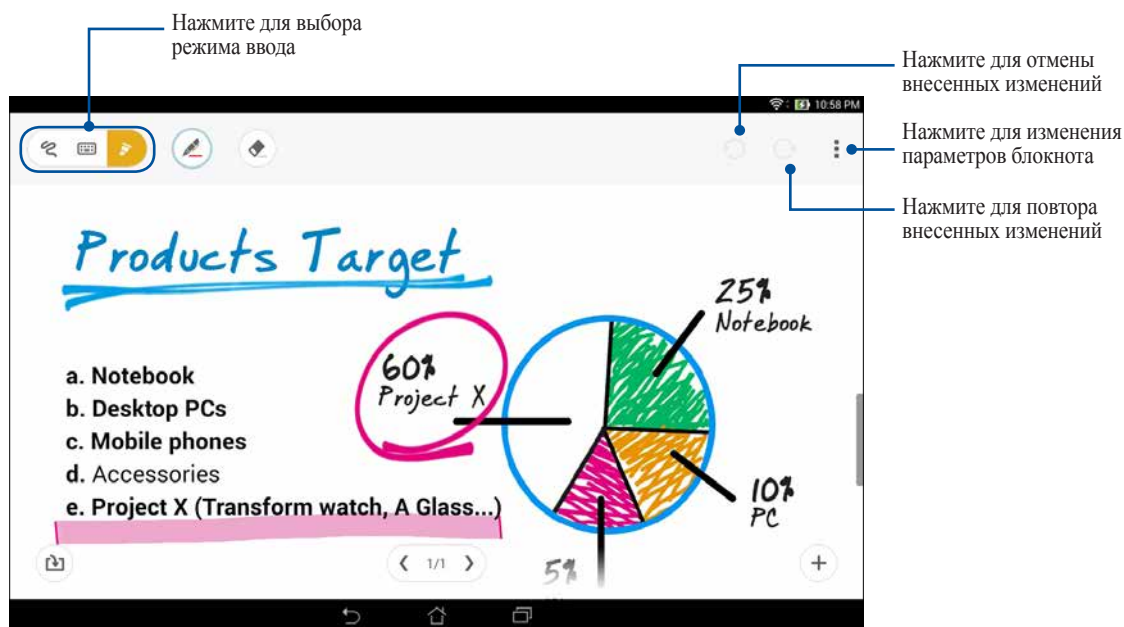 Нажмите для выбора
режима ввода
Нажмите для отмены
внесенных изменений
10:58 PM
Нажмите для изменения
параметров блокнота
Нажмите для повтора
внесенных изменений
Products Target
25%
Notebook
60%
Project X
a. Notebook
b. Desktop PCs
c. Mobile phones
d. Accessories
e. Project X (Transform watch, A Glass...)
10%
PC
5%
1/1